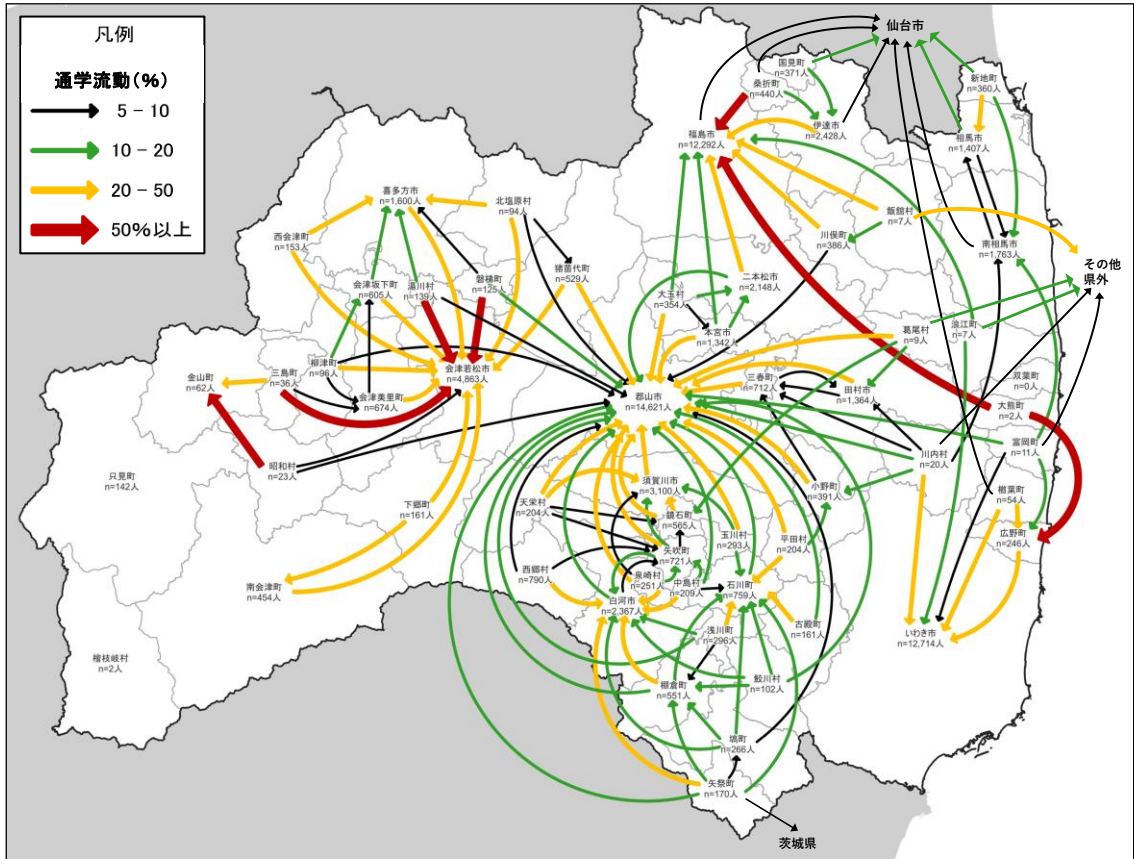 凡例
通学流動(%)
5 - 10
10 - 20
20 - 50
50%以上
仙台市
国見町
n=371人
桑折町
n=440人
新地町
n=360人
伊達市
n=2,428人
福島市
n=12,292人
相馬市
n=1,407人
喜多方市
n=1,600人
北塩原村
n=94人
飯舘村
n=7人
西会津町
n=153人
川俣町
n=386人
南相馬市
n=1,763人
猪苗代町
n=529人
その他
県外
磐梯町
n=125人
二本松市
n=2,148人
会津坂下町
n=605人
湯川村
n=139人
大玉村
n=354人
本宮市
n=1,342人
浪江町
n=7人
葛尾村
n=9人
柳津町
n=96人
会津若松市
n=4,863人
三島町
n=36人
金山町
n=62人
三春町
n=712人
田村市
n=1,364人
双葉町
n=0人
会津美里町
n=674人
郡山市
n=14,621人
大熊町
n=2人
富岡町
n=11人
川内村
n=20人
昭和村
n=23人
只見町
n=142人
須賀川市
n=3,100人
小野町
n=391人
楢葉町
n=54人
下郷町
n=161人
天栄村
n=204人
鏡石町
n=565人
広野町
n=246人
玉川村
n=293人
平田村
n=204人
矢吹町
n=721人
西郷村
n=790人
泉崎村
n=251人
中島村
n=209人
石川町
n=759人
南会津町
n=454人
白河市
n=2,367人
古殿町
n=161人
いわき市
n=12,714人
浅川町
n=296人
檜枝岐村
n=2人
棚倉町
n=551人
鮫川村
n=102人
塙町
n=266人
矢祭町
n=170人
茨城県